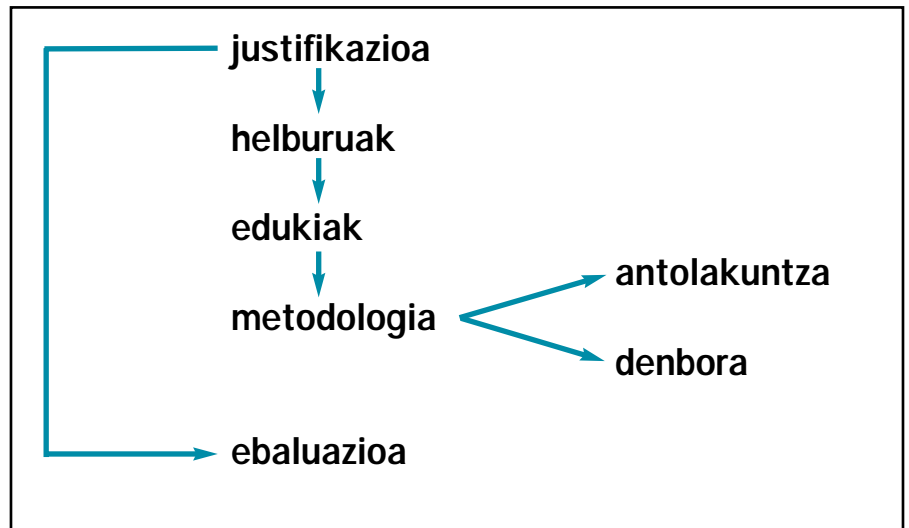 justifikazioa
helburuak
edukiak
antolakuntza
metodologia
denbora
ebaluazioa